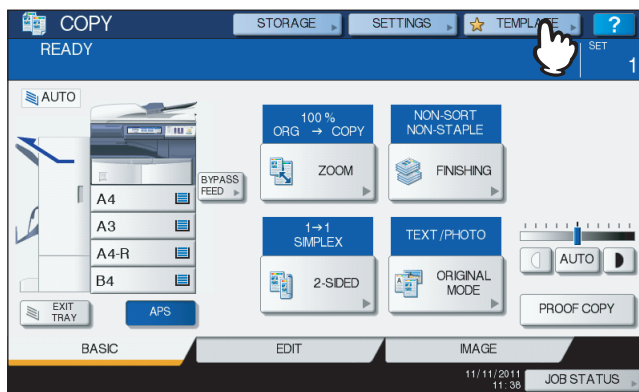 COPY
STORAGE
SETTINGS
TEMPLATE
?
READY
SET
1
AUTO
100 %
ORG → COPY
NON-SORT
NON-STAPLE
ZOOM
FINISHING
BYPASS
FEED
A4
A3
A4-R
B4
1→1
SIMPLEX
TEXT/PHOTO
2-SIDED
ORIGINAL
MODE
AUTO
EXIT
TRAY
APS
PROOF COPY
BASIC
EDIT
IMAGE
11/11/2011
11:38
JOB STATUS